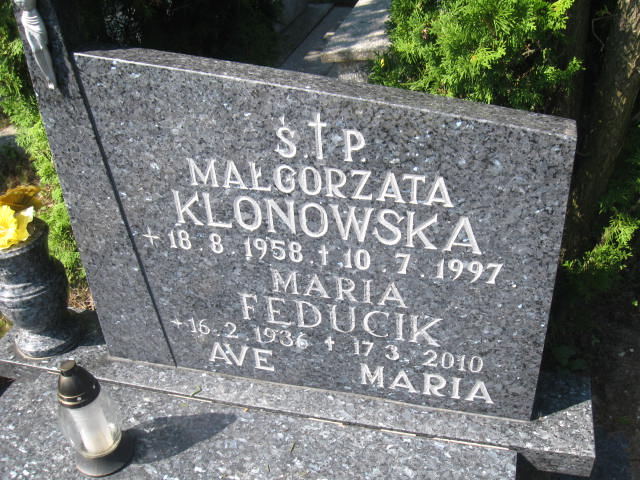 Ś. † P.
MAŁGORZATA
KLONOWSKA
+ 18. 8. 1958 † 10. 7. 1997
MARIA
FEDUCIK
+ 16. 2. 1936 † 17. 3. 2010
AVE MARIA